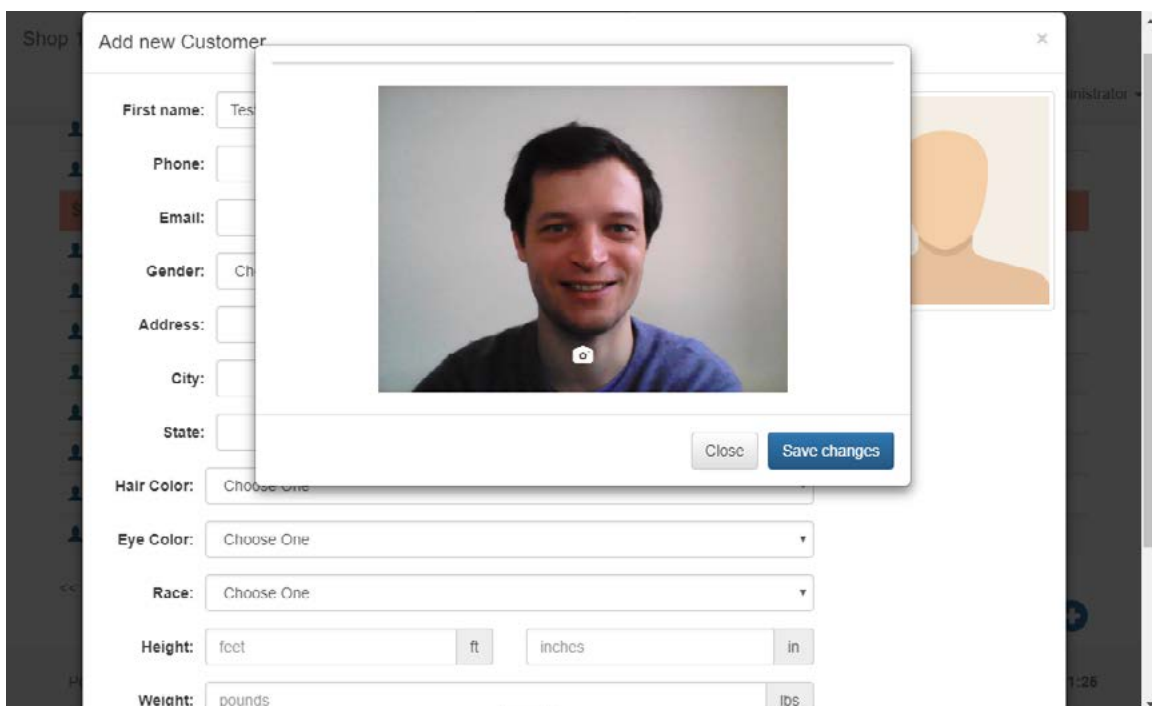 Shop 1
Add new Customer
×
inistrator
First name:
Tes
Phone:
Email:
Gender:
Ch
Address:
City:
State:
Close
Save changes
Hair Color:
Choose One
Eye Color:
Choose One
Race:
Choose One
<<
Height:
feet
ft
inches
in
1:26
Weight:
pounds
lbs